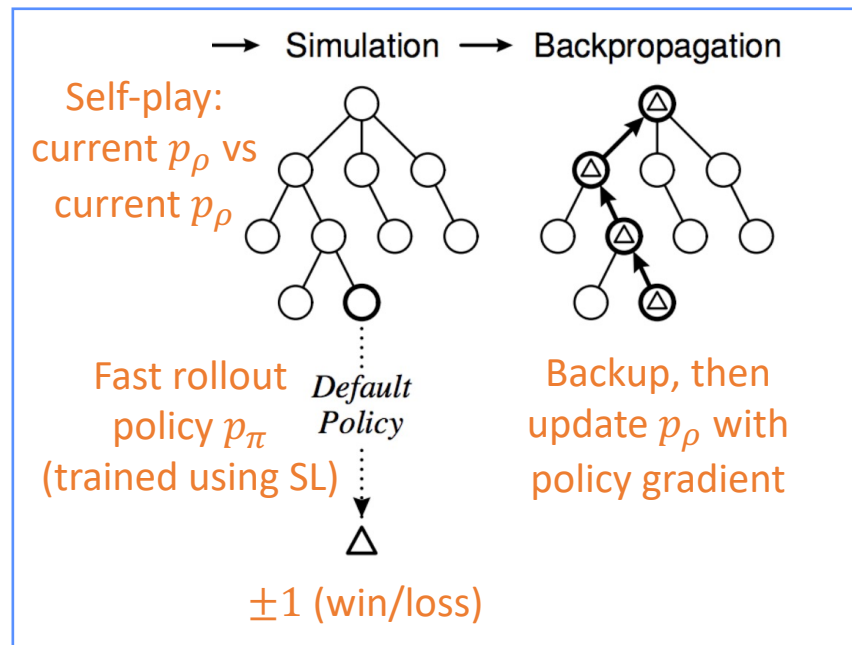 → Simulation → Backpropagation
Self-play:
current pρ vs
current pρ
Fast rollout
policy pπ
(trained using SL)
Default
Policy
±1 (win/loss)
Backup, then
update pρ with
policy gradient